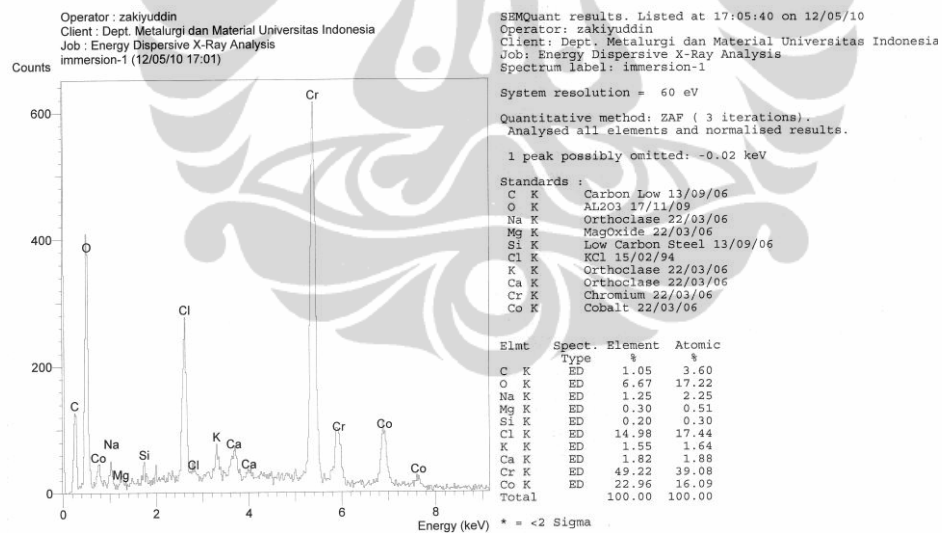 Operator : zakiyuddin
Client : Dept. Metalurgi dan Material Universitas Indonesia
Job : Energy Dispersive X-Ray Analysis
immersion-1 (12/05/10 17:01)
Counts
600
400
200
0
C
O
Co
Na
Mg
Si
Cl
Cl
K
Ca
Ca
Cr
Cr
Co
Co
0
2
4
6
8
Energy (keV)
SEMQuant results. Listed at 17:05:40 on 12/05/10
Operator: zakiyuddin
Client: Dept. Metalurgi dan Material Universitas Indonesia
Job: Energy Dispersive X-Ray Analysis
Spectrum label: immersion-1
System resolution = 60 eV
Quantitative method: ZAF ( 3 iterations).
Analysed all elements and normalised results.
1 peak possibly omitted: -0.02 keV
Standards :
C K Carbon Low 13/09/06
O K AL2O3 17/11/09
Na K Orthoclase 22/03/06
Mg K MagOxide 22/03/06
Si K Low Carbon Steel 13/09/06
Cl K KCl 15/02/94
K K Orthoclase 22/03/06
Ca K Orthoclase 22/03/06
Cr K Chromium 22/03/06
Co K Cobalt 22/03/06
Elmt Spect. Element Atomic
Type % %
C K ED 1.05 3.60
O K ED 6.67 17.22
Na K ED 1.25 2.25
Mg K ED 0.30 0.51
Si K ED 0.20 0.30
Cl K ED 14.98 17.44
K K ED 1.55 1.64
Ca K ED 1.82 1.88
Cr K ED 49.22 39.08
Co K ED 22.96 16.09
Total 100.00 100.00
* = <2 Sigma